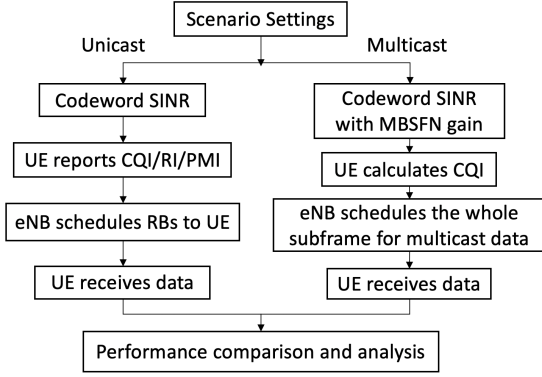 Scenario Settings
Unicast
Multicast
Codeword SINR
UE reports CQI/RI/PMI
eNB schedules RBs to UE
UE receives data
Codeword SINR
with MBSFN gain
UE calculates CQI
eNB schedules the whole
subframe for multicast data
UE receives data
Performance comparison and analysis